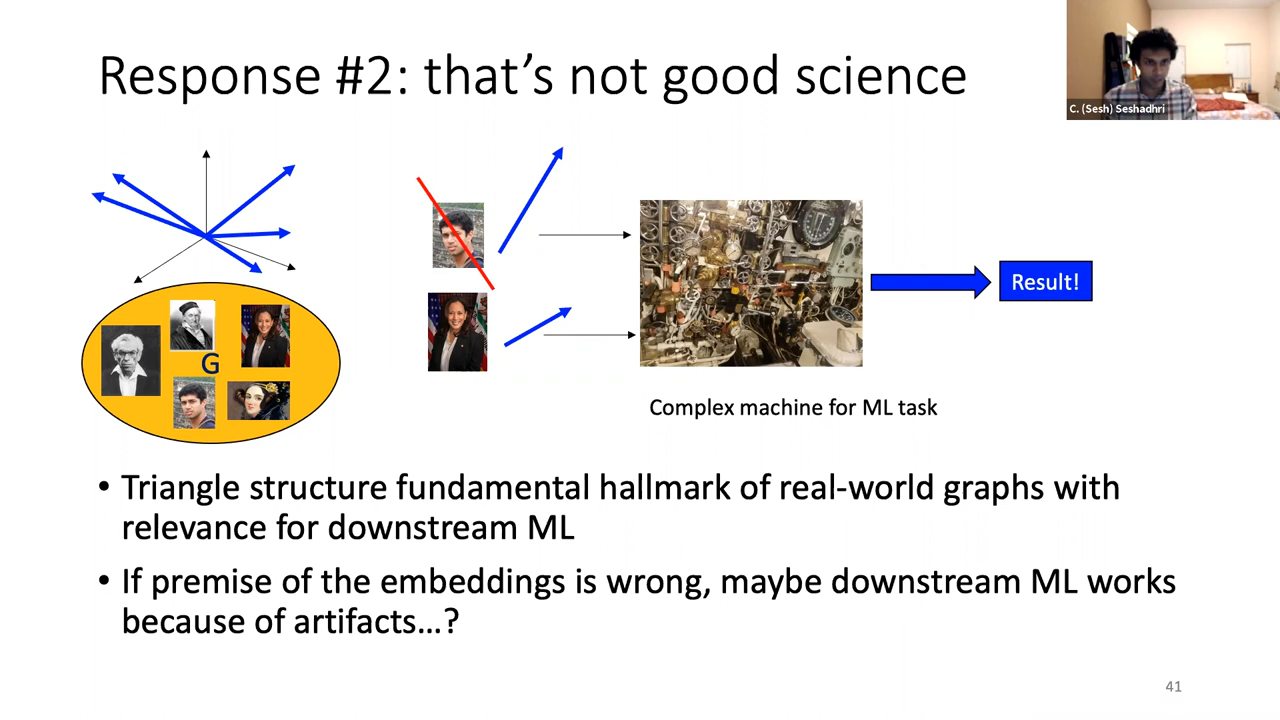 Response #2: that's not good science
C. (Sesh) Seshadhri
G
Result!
Complex machine for ML task
• Triangle structure fundamental hallmark of real-world graphs with
relevance for downstream ML
• If premise of the embeddings is wrong, maybe downstream ML works
because of artifacts...?
41